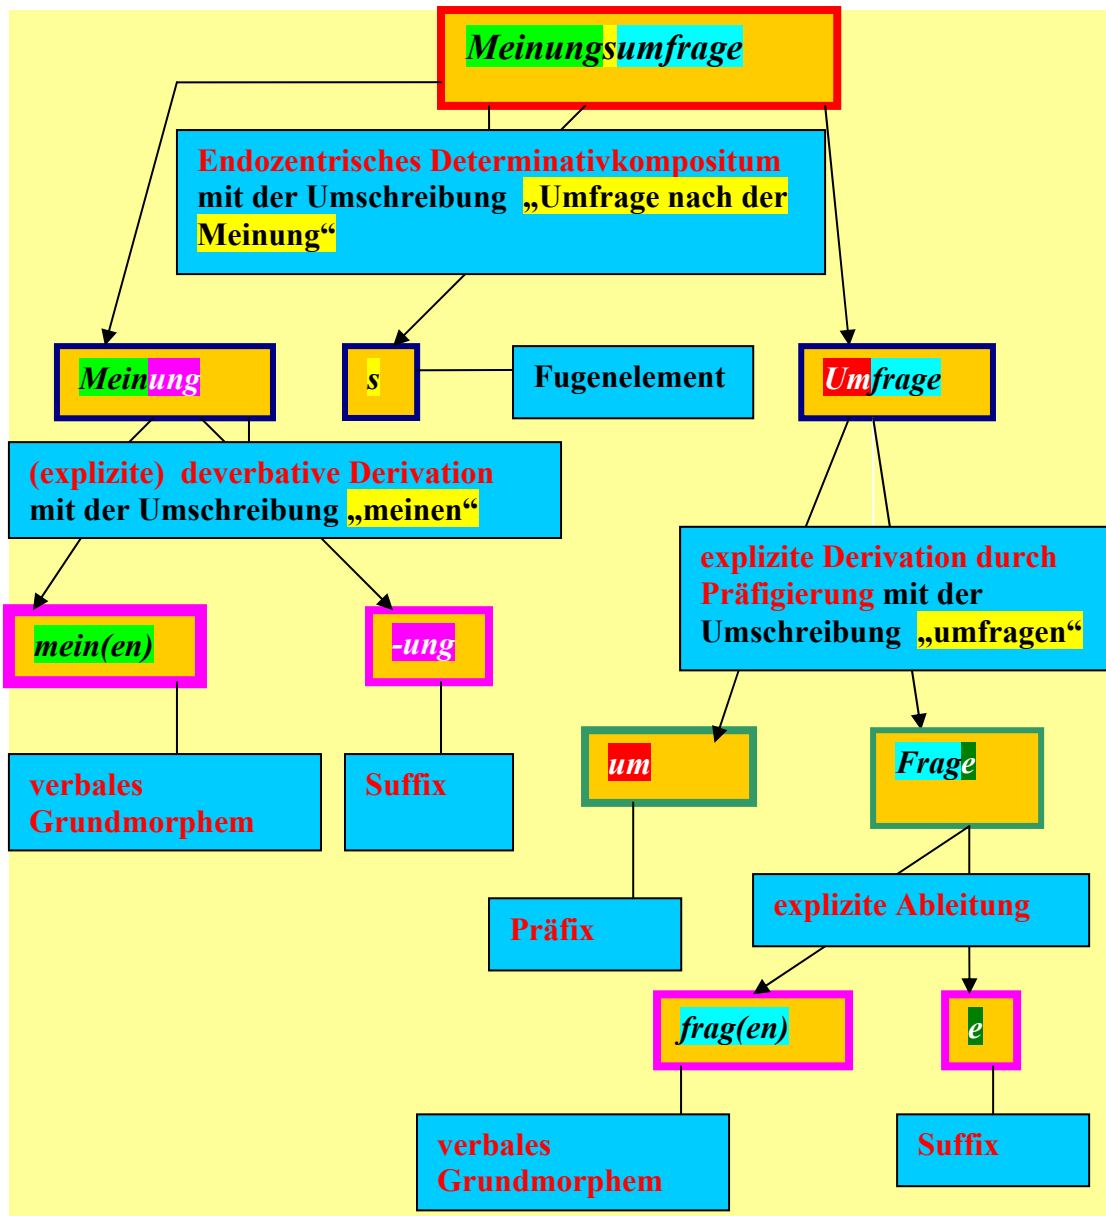 Meinungsumfrage
Endozentrisches Determinativkompositum
mit der Umschreibung „Umfrage nach der
Meinung“
Meinung
s
Fugenelement
Umfrage
(explizite) deverbative Derivation
mit der Umschreibung „meinen“
explizite Derivation durch
Präfigierung mit der
Umschreibung „umfragen“
mein(en)
-ung
um
Frage
verbales
Grundmorphem
Suffix
Präfix
explizite Ableitung
frag(en)
e
verbales
Grundmorphem
Suffix